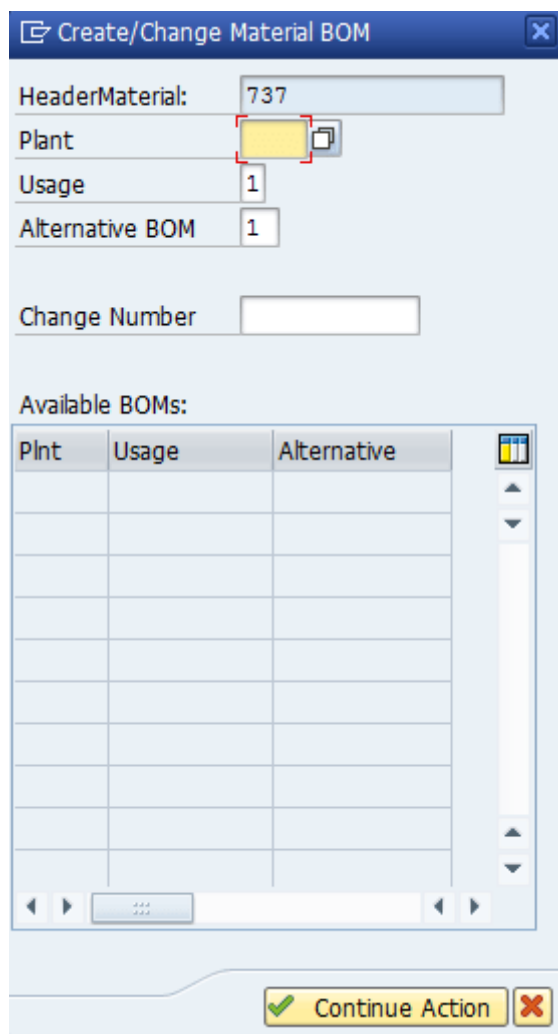 Create/Change Material BOM
HeaderMaterial: 737
Plant
Usage 1
Alternative BOM 1
Change Number
Available BOMs:
Plnt Usage Alternative
Continue Action